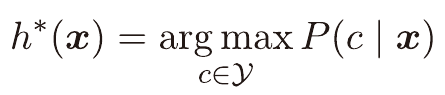 h*(x) = arg max P(c | x)
c∈𝒴